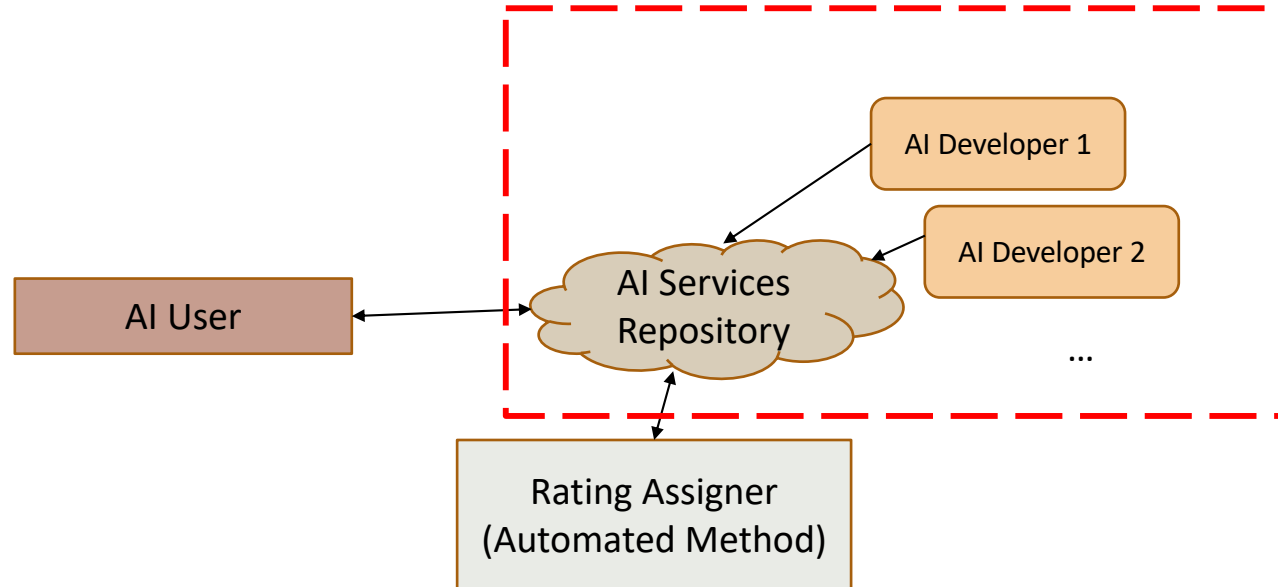 AI Developer 1
AI Developer 2
AI Services
Repository
AI User
...
Rating Assigner
(Automated Method)